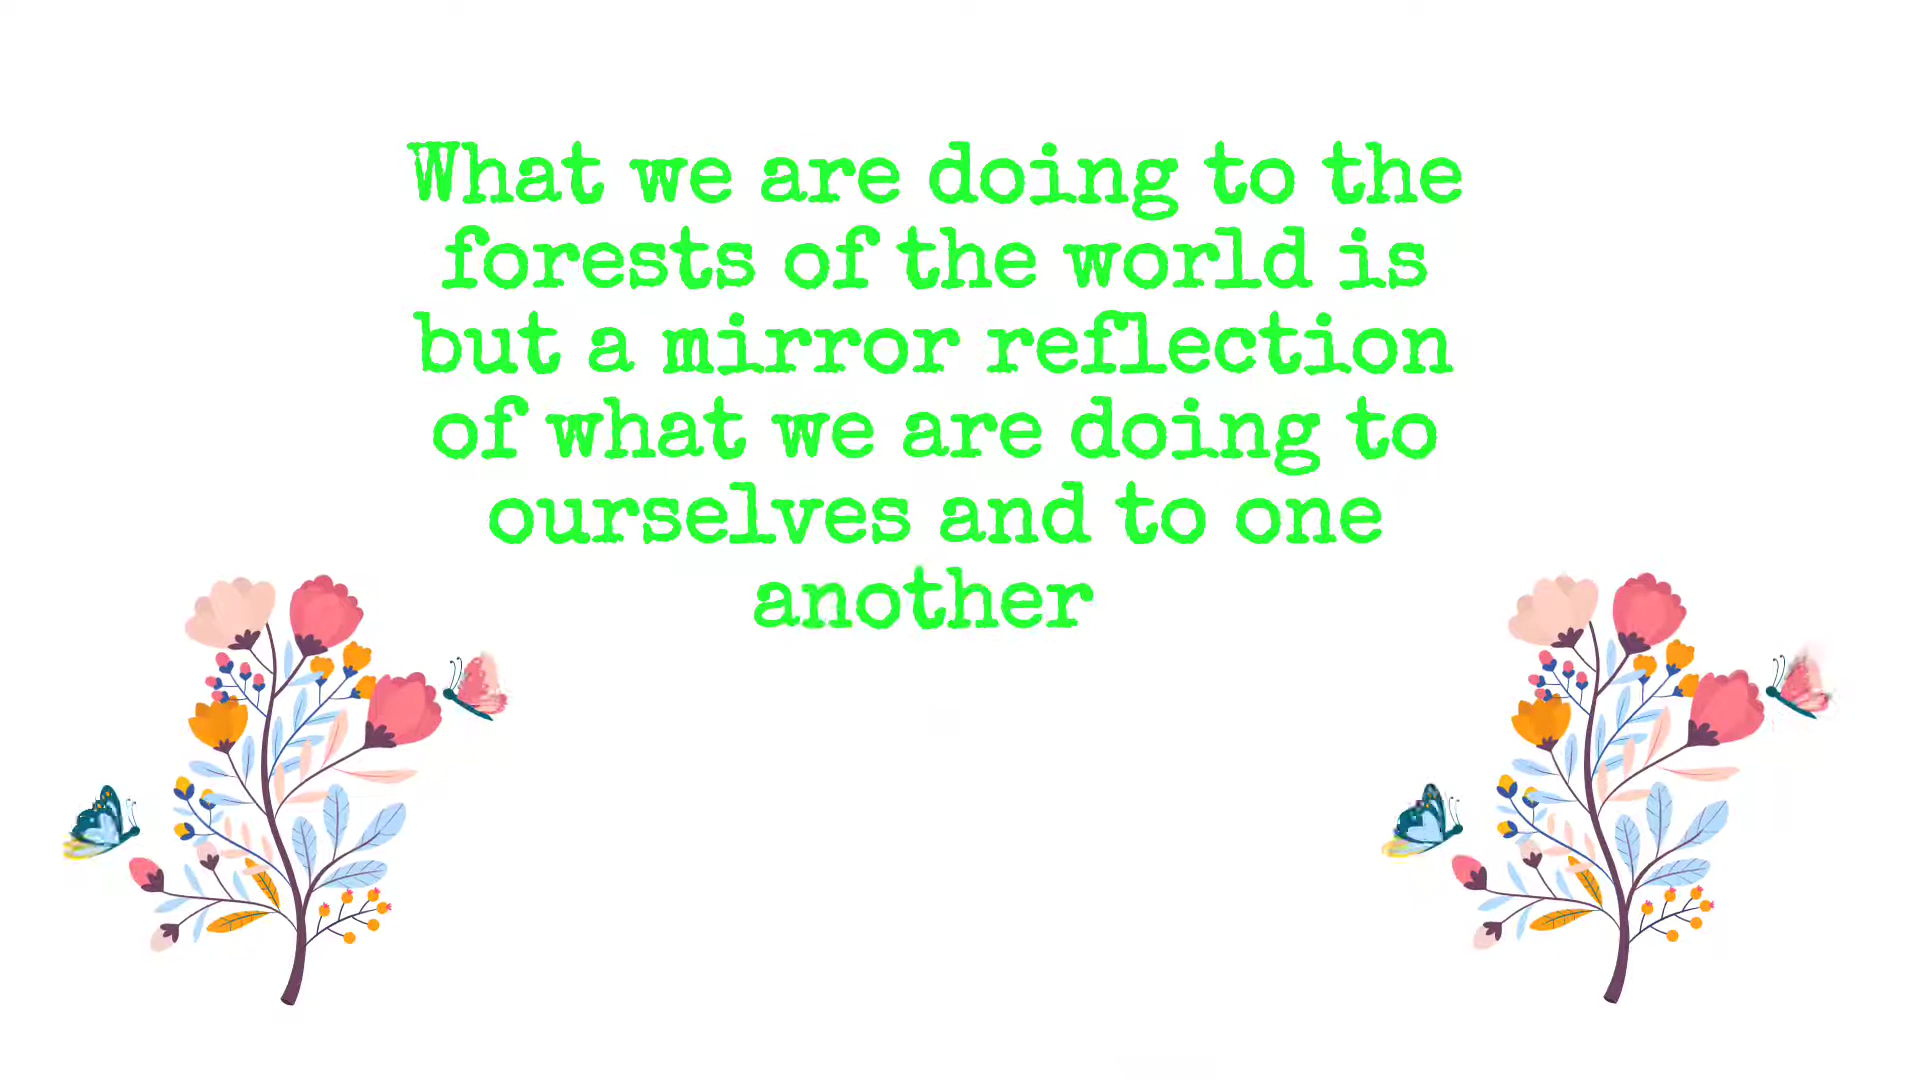 What we are doing to the
forests of the world is
but a mirror reflection
of what we are doing to
ourselves and to one
another